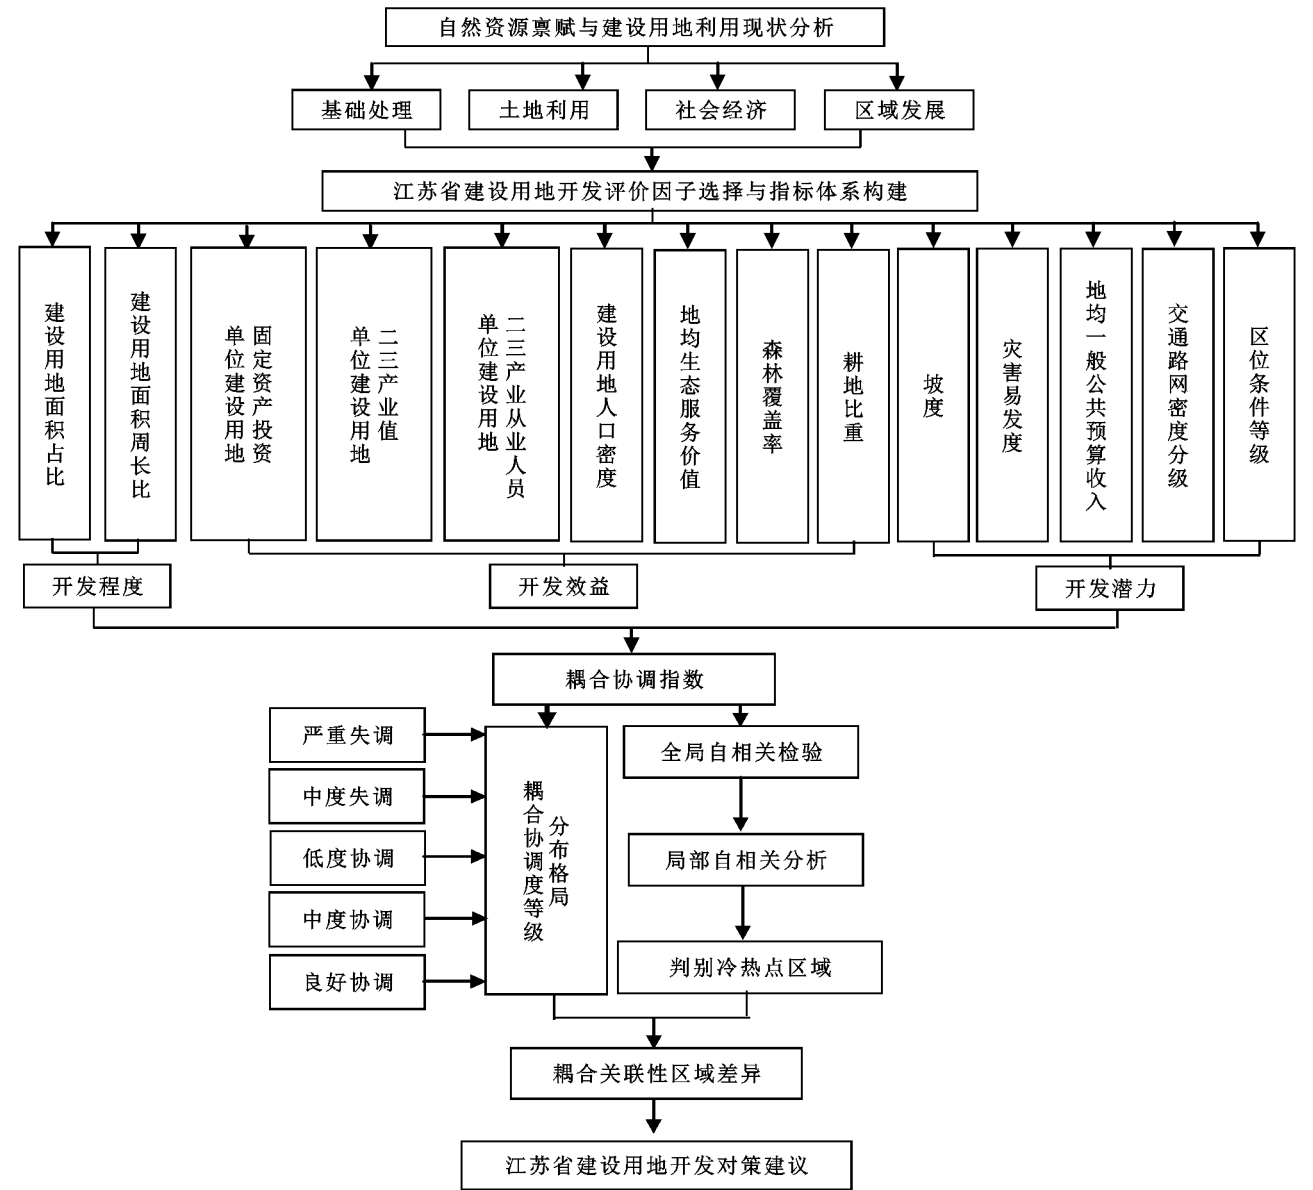 自然资源禀赋与建设用地利用现状分析
基础处理
土地利用
社会经济
区域发展
江苏省建设用地开发评价因子选择与指标体系构建
建设用地面积占比
建设用地面积周长比
单位建设用地
固定资产投资
单位建设用地
二三产业值
单位建设用地
二三产业从业人员
建设用地人口密度
地均生态服务价值
森林覆盖率
耕地比重
坡度
灾害易发度
地均一般公共预算收入
交通路网密度分级
区位条件等级
开发程度
开发效益
开发潜力
耦合协调指数
严重失调
中度失调
低度协调
中度协调
良好协调
耦合协调度等级
分布格局
全局自相关检验
局部自相关分析
判别冷热点区域
耦合关联性区域差异
江苏省建设用地开发对策建议